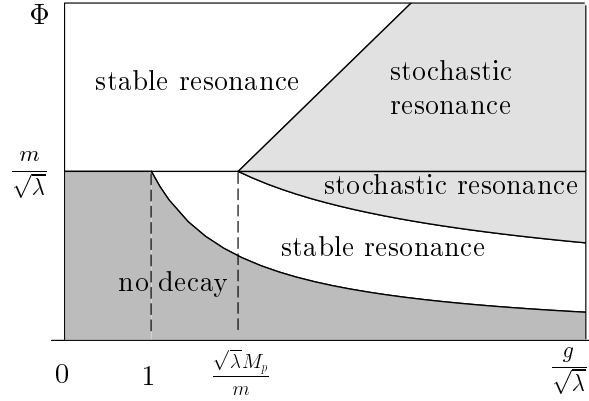 Φ
stable resonance
stochastic
resonance
m
√λ
stochastic resonance
stable resonance
no decay
0
1
√λM_p
m
g
√λ